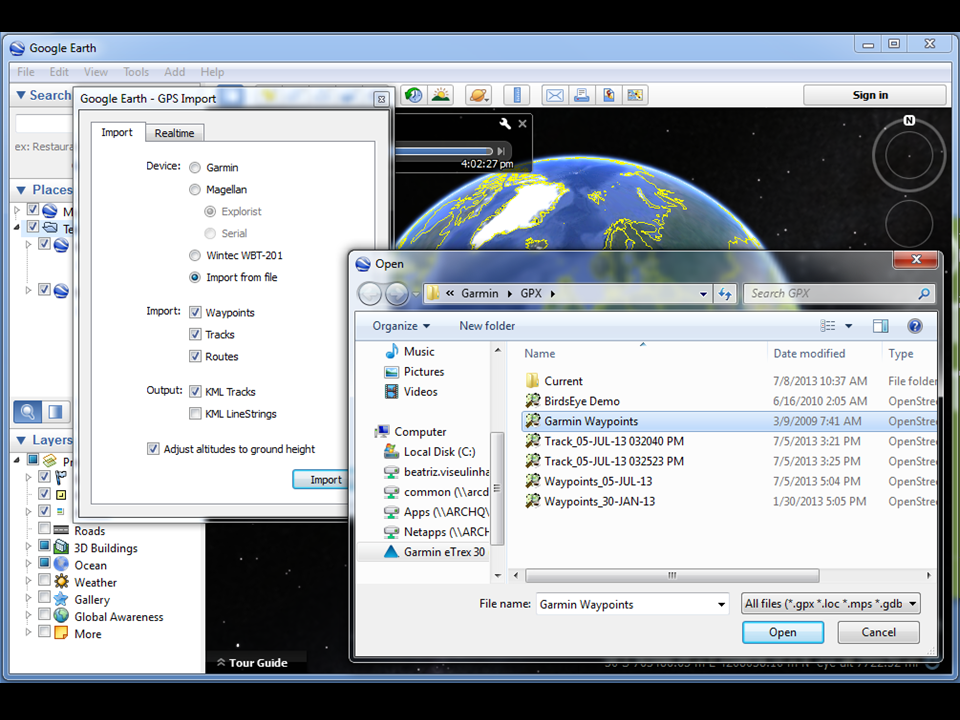 Google Earth
File Edit View Tools Add Help
Search
ex: Restaura
Places
M
Te
Layers
Pr
Roads
3D Buildings
Ocean
Weather
Gallery
Global Awareness
More
Sign in
N
4:02:27 pm
Tour Guide
Google Earth - GPS Import
Import Realtime
Device: Garmin
Magellan
Explorist
Serial
Wintec WBT-201
Import from file
Import: Waypoints
Tracks
Routes
Output: KML Tracks
KML LineStrings
Adjust altitudes to ground height
Import
Open
« Garmin GPX Search GPX
Organize New folder
Music
Pictures
Videos
Computer
Local Disk (C:)
beatriz.viseulinha
common (\\arcd
Apps (\\ARCHQ\
Netapps (\\ARCH
Garmin eTrex 30
Name Date modified Type
Current 7/8/2013 10:37 AM File folder
BirdsEye Demo 6/16/2010 2:05 AM OpenStree
Garmin Waypoints 3/9/2009 7:41 AM OpenStree
Track_05-JUL-13 032040 PM 7/5/2013 3:21 PM OpenStree
Track_05-JUL-13 032523 PM 7/5/2013 3:25 PM OpenStree
Waypoints_05-JUL-13 7/5/2013 5:04 PM OpenStree
Waypoints_30-JAN-13 1/30/2013 5:05 PM OpenStree
File name: Garmin Waypoints All files (*.gpx *.loc *.mps *.gdb
Open Cancel